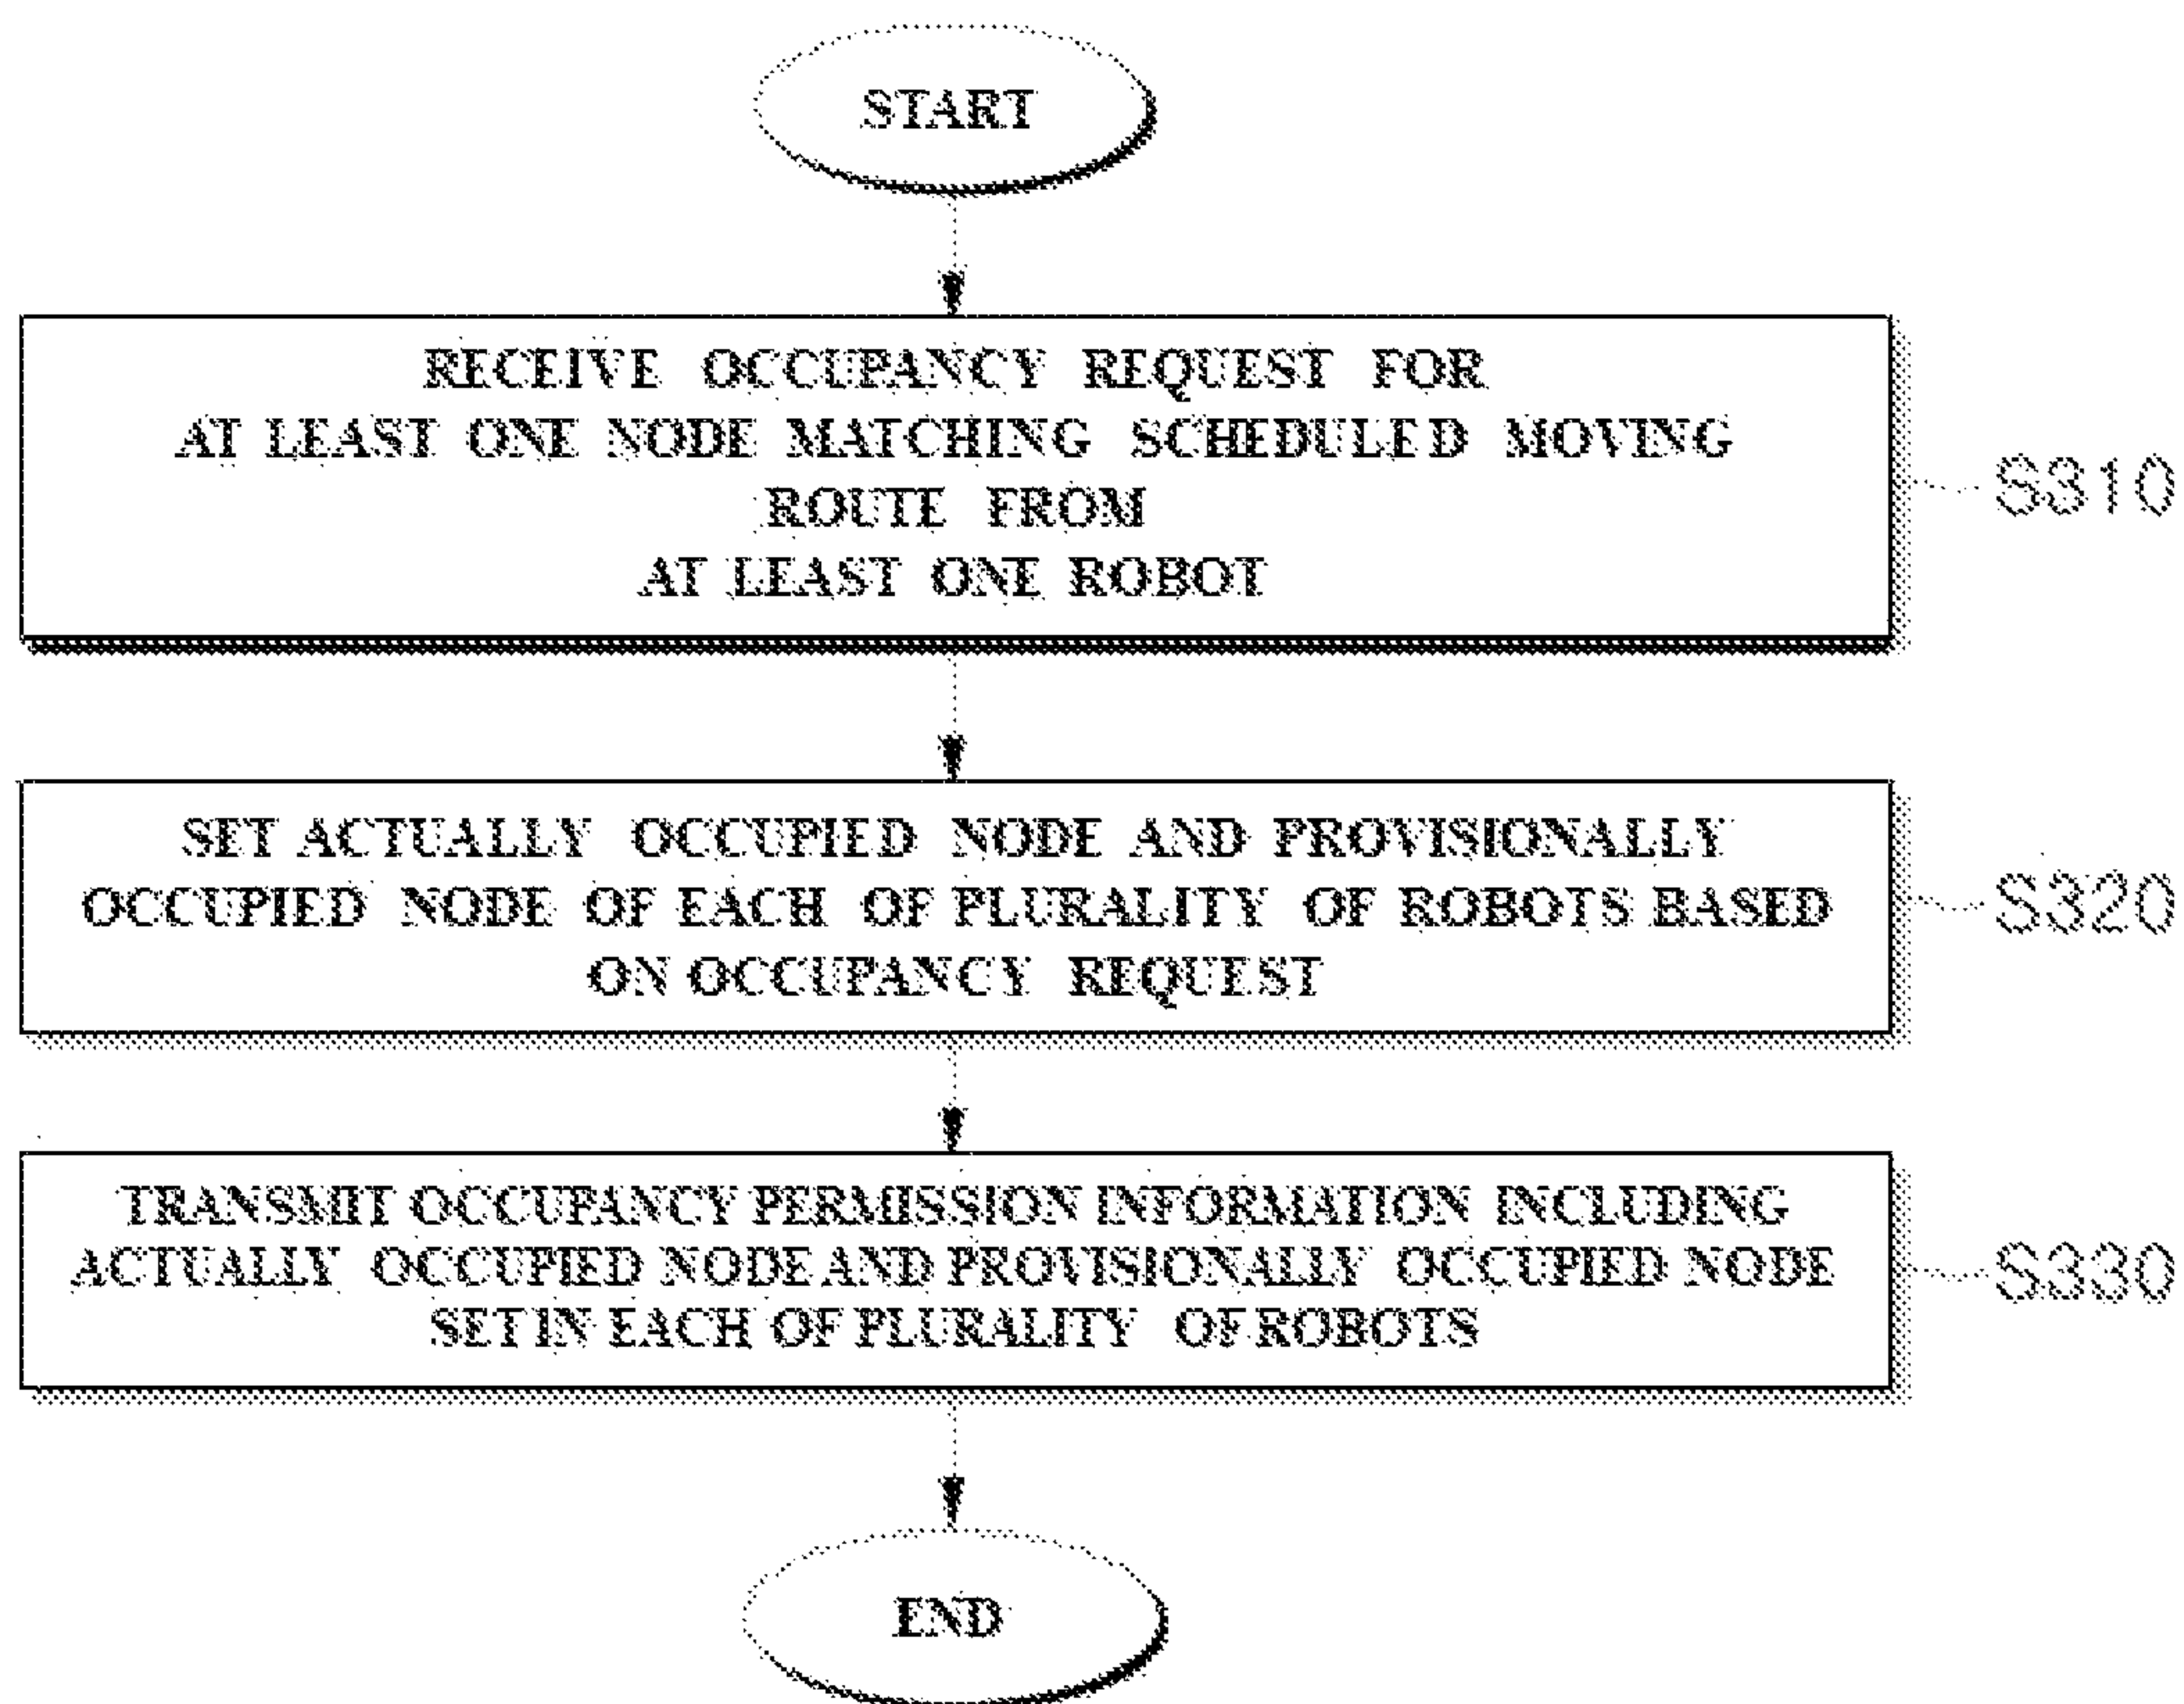 START
RECEIVE OCCUPANCY REQUEST FOR
AT LEAST ONE NODE MATCHING SCHEDULED MOVING
ROUTE FROM
AT LEAST ONE ROBOT
S310
SET ACTUALLY OCCUPIED NODE AND PROVISIONALLY
OCCUPIED NODE OF EACH OF PLURALITY OF ROBOTS BASED
ON OCCUPANCY REQUEST
S320
TRANSMIT OCCUPANCY PERMISSION INFORMATION INCLUDING
ACTUALLY OCCUPIED NODE AND PROVISIONALLY OCCUPIED NODE
SET IN EACH OF PLURALITY OF ROBOTS
S330
END